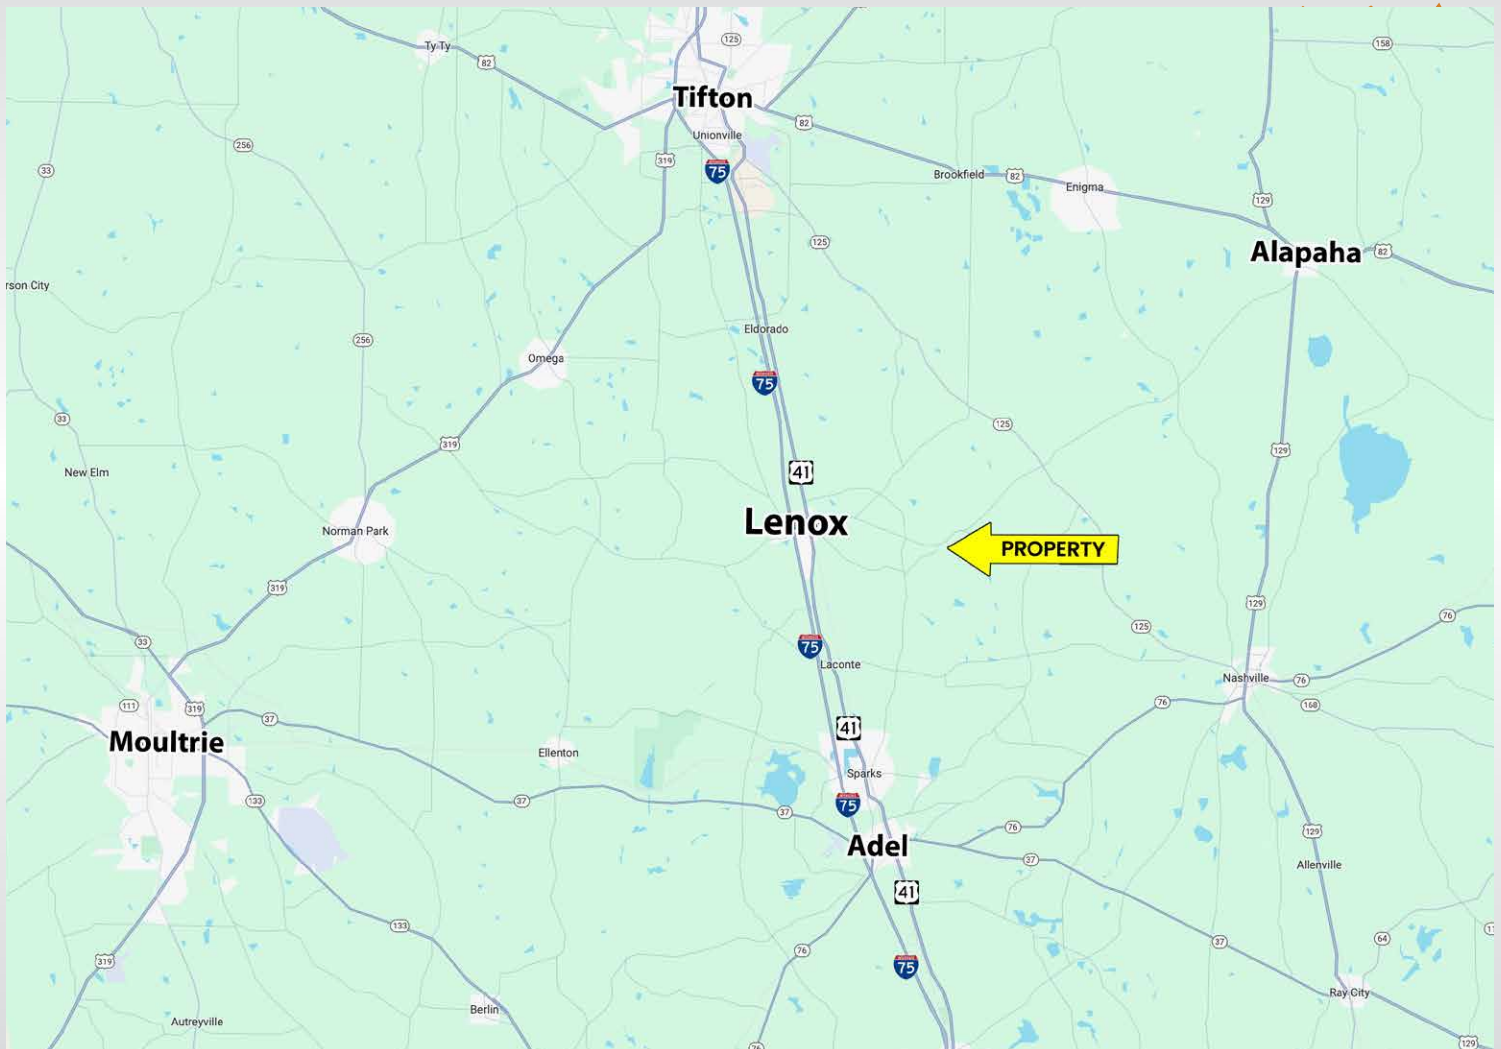 125
158
Ty Ty
82
Tifton
82
Unionville
256
319
75
33
Brookfield
82
Enigma
129
125
Alapaha
82
rson City
Eldorado
256
Omega
75
33
125
319
129
New Elm
41
Lenox
Norman Park
PROPERTY
319
129
76
125
33
75
Laconte
Nashville
76
76
168
111
319
37
41
Moultrie
Ellenton
Sparks
133
37
75
37
76
129
Adel
37
Allenville
41
133
37
64
76
319
75
Ray City
Berlin
Autreyville
129
76